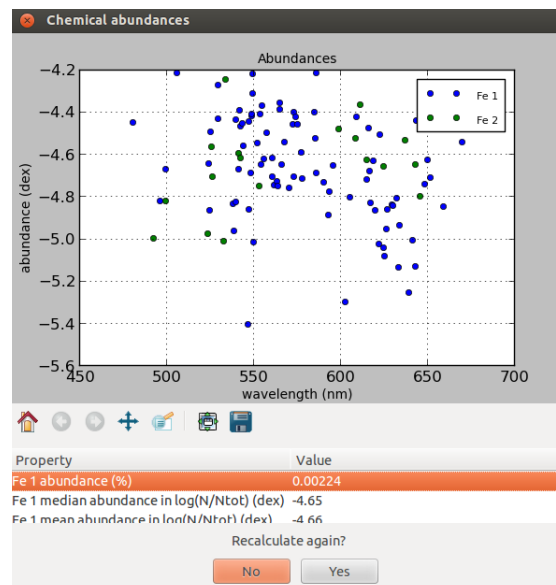 Chemical abundances
Abundances
−4.2
−4.4
−4.6
−4.8
−5.0
−5.2
−5.4
−5.6
abundance (dex)
Fe 1
Fe 2
450 500 550 600 650 700
wavelength (nm)
Property Value
Fe 1 abundance (%) 0.00224
Fe 1 median abundance in log(N/Ntot) (dex) -4.65
Fe 1 mean abundance in log(N/Ntot) (dex) -4.66
Recalculate again?
No Yes